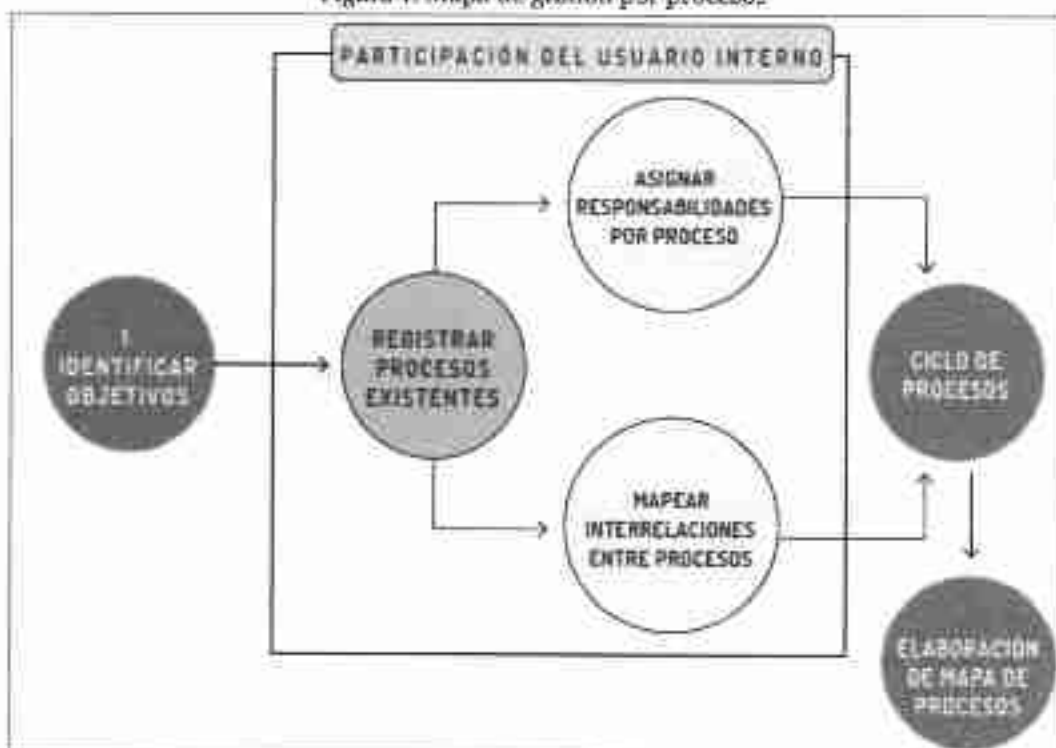 PARTICIPACIÓN DEL USUARIO INTERNO
ASIGNAR
RESPONSABILIDADES
POR PROCESO
1.
IDENTIFICAR
OBJETIVOS
REGISTRAR
PROCESOS
EXISTENTES
CICLO DE
PROCESOS
MAPEAR
INTERRELACIONES
ENTRE PROCESOS
ELABORACIÓN
DE MAPA DE
PROCESOS